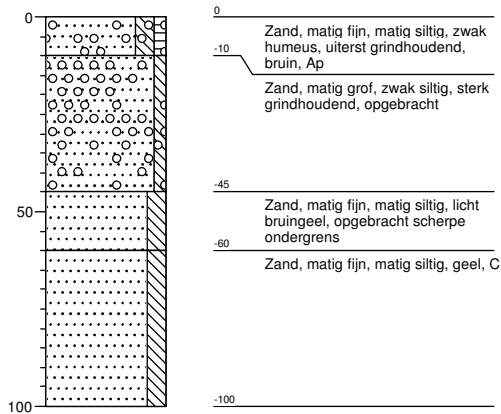 0
50
100
0
Zand, matig fijn, matig siltig, zwak
humeus, uiterst grindhoudend,
bruin, Ap
-10
Zand, matig grof, zwak siltig, sterk
grindhoudend, opgebracht
-45
Zand, matig fijn, matig siltig, licht
bruingeel, opgebracht scherpe
ondergrens
-60
Zand, matig fijn, matig siltig, geel, C
-100